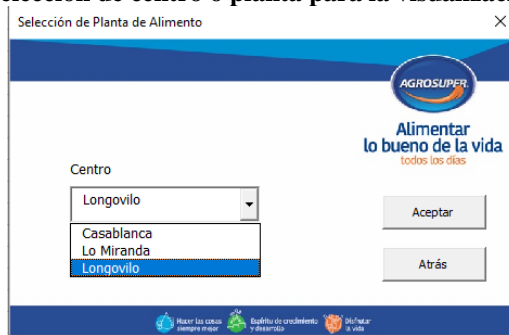 elección de centro o planta para la visualizac
Selección de Planta de Alimento
AGROSUPER
Alimentar
lo bueno de la vida
todos los días
Centro
Longovilo
Casablanca
Lo Miranda
Longovilo
Aceptar
Atrás
Hacer las cosas
siempre mejor
Espíritu de crecimiento
y desarrollo
Disfrutar
la vida